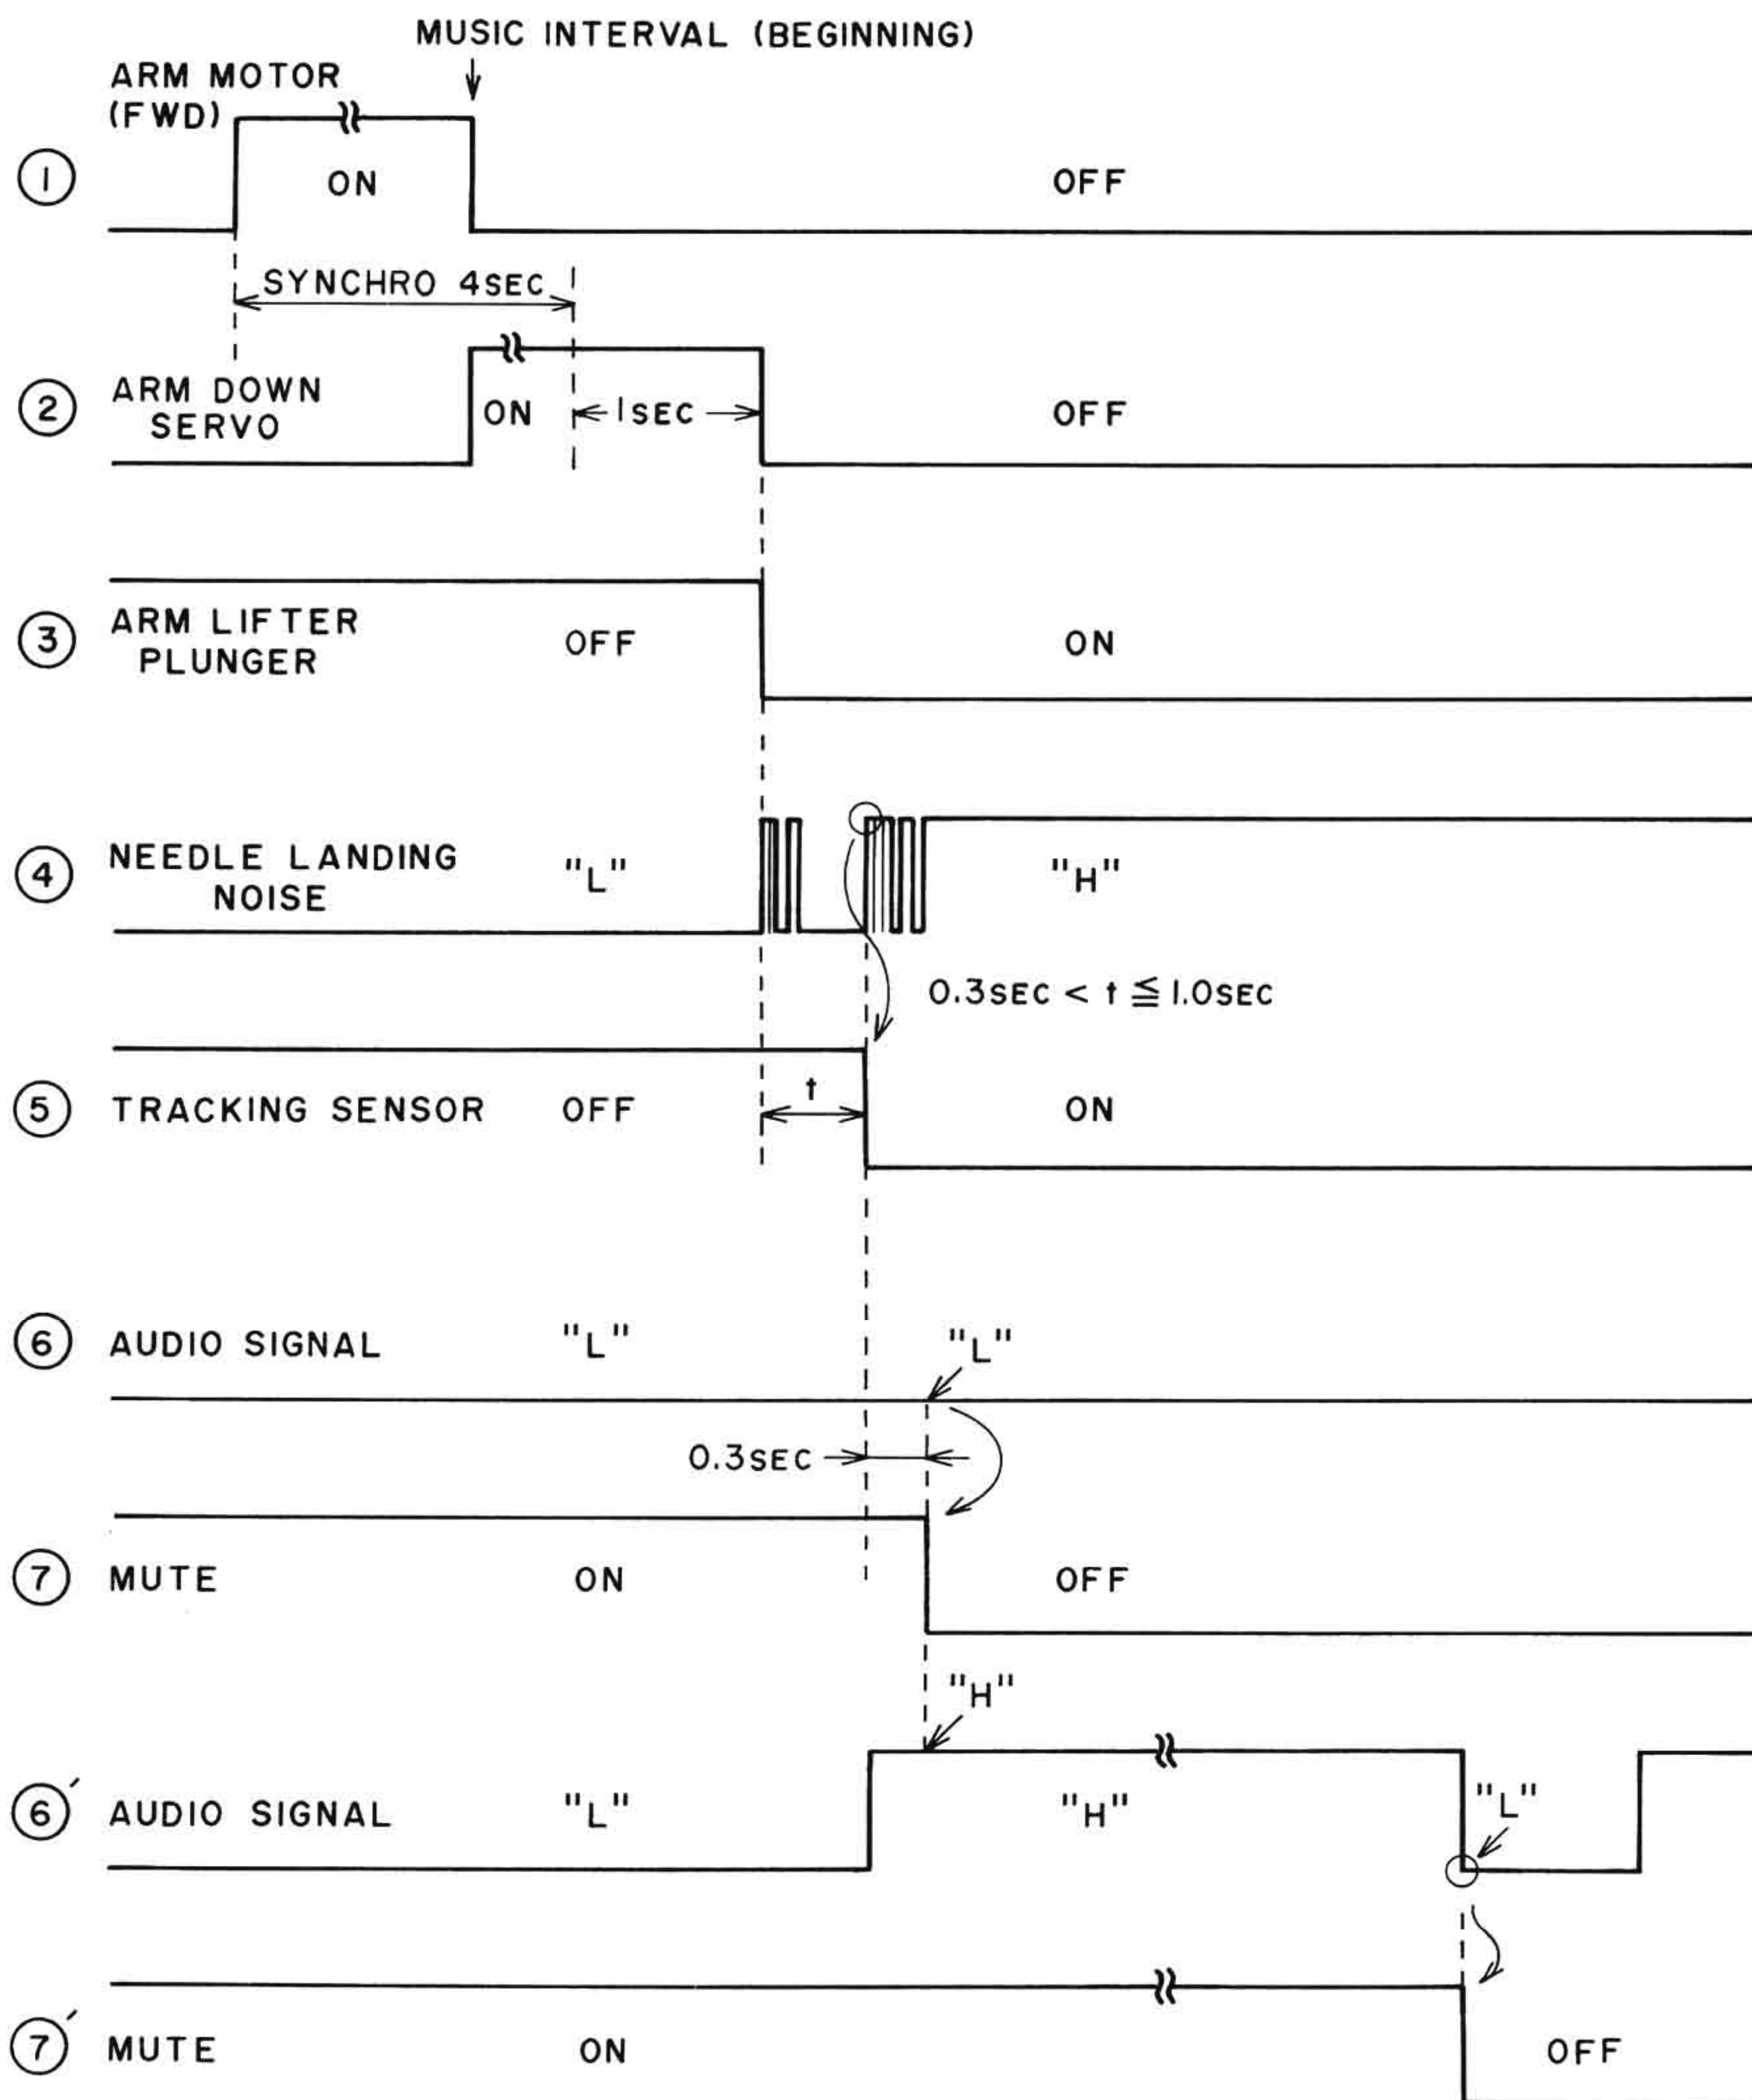 MUSIC INTERVAL (BEGINNING)
ARM MOTOR
(FWD)
1
ON
OFF
SYNCHRO 4SEC
2
ARM DOWN
SERVO
ON
1SEC
OFF
3
ARM LIFTER
PLUNGER
OFF
ON
4
NEEDLE LANDING
NOISE
"L"
"H"
0.3SEC < t ≦ 1.0SEC
5
TRACKING SENSOR
OFF
t
ON
6
AUDIO SIGNAL
"L"
"L"
0.3SEC
7
MUTE
ON
OFF
"H"
6′
AUDIO SIGNAL
"L"
"H"
"L"
7′
MUTE
ON
OFF